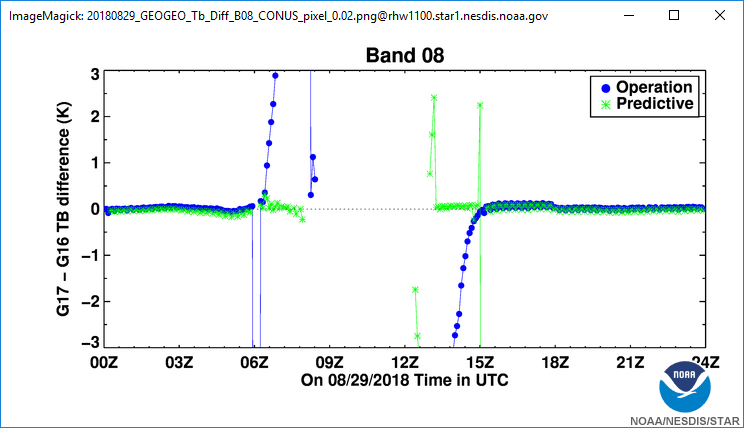 ImageMagick: 20180829_GEOGEO_Tb_Diff_B08_CONUS_pixel_0.02.png@rhw1100.star1.nesdis.noaa.gov
Band 08
Operation
Predictive
G17 − G16 TB difference (K)
3
2
1
0
−1
−2
−3
00Z 03Z 06Z 09Z 12Z 15Z 18Z 21Z 24Z
On 08/29/2018 Time in UTC
NOAA
NOAA/NESDIS/STAR